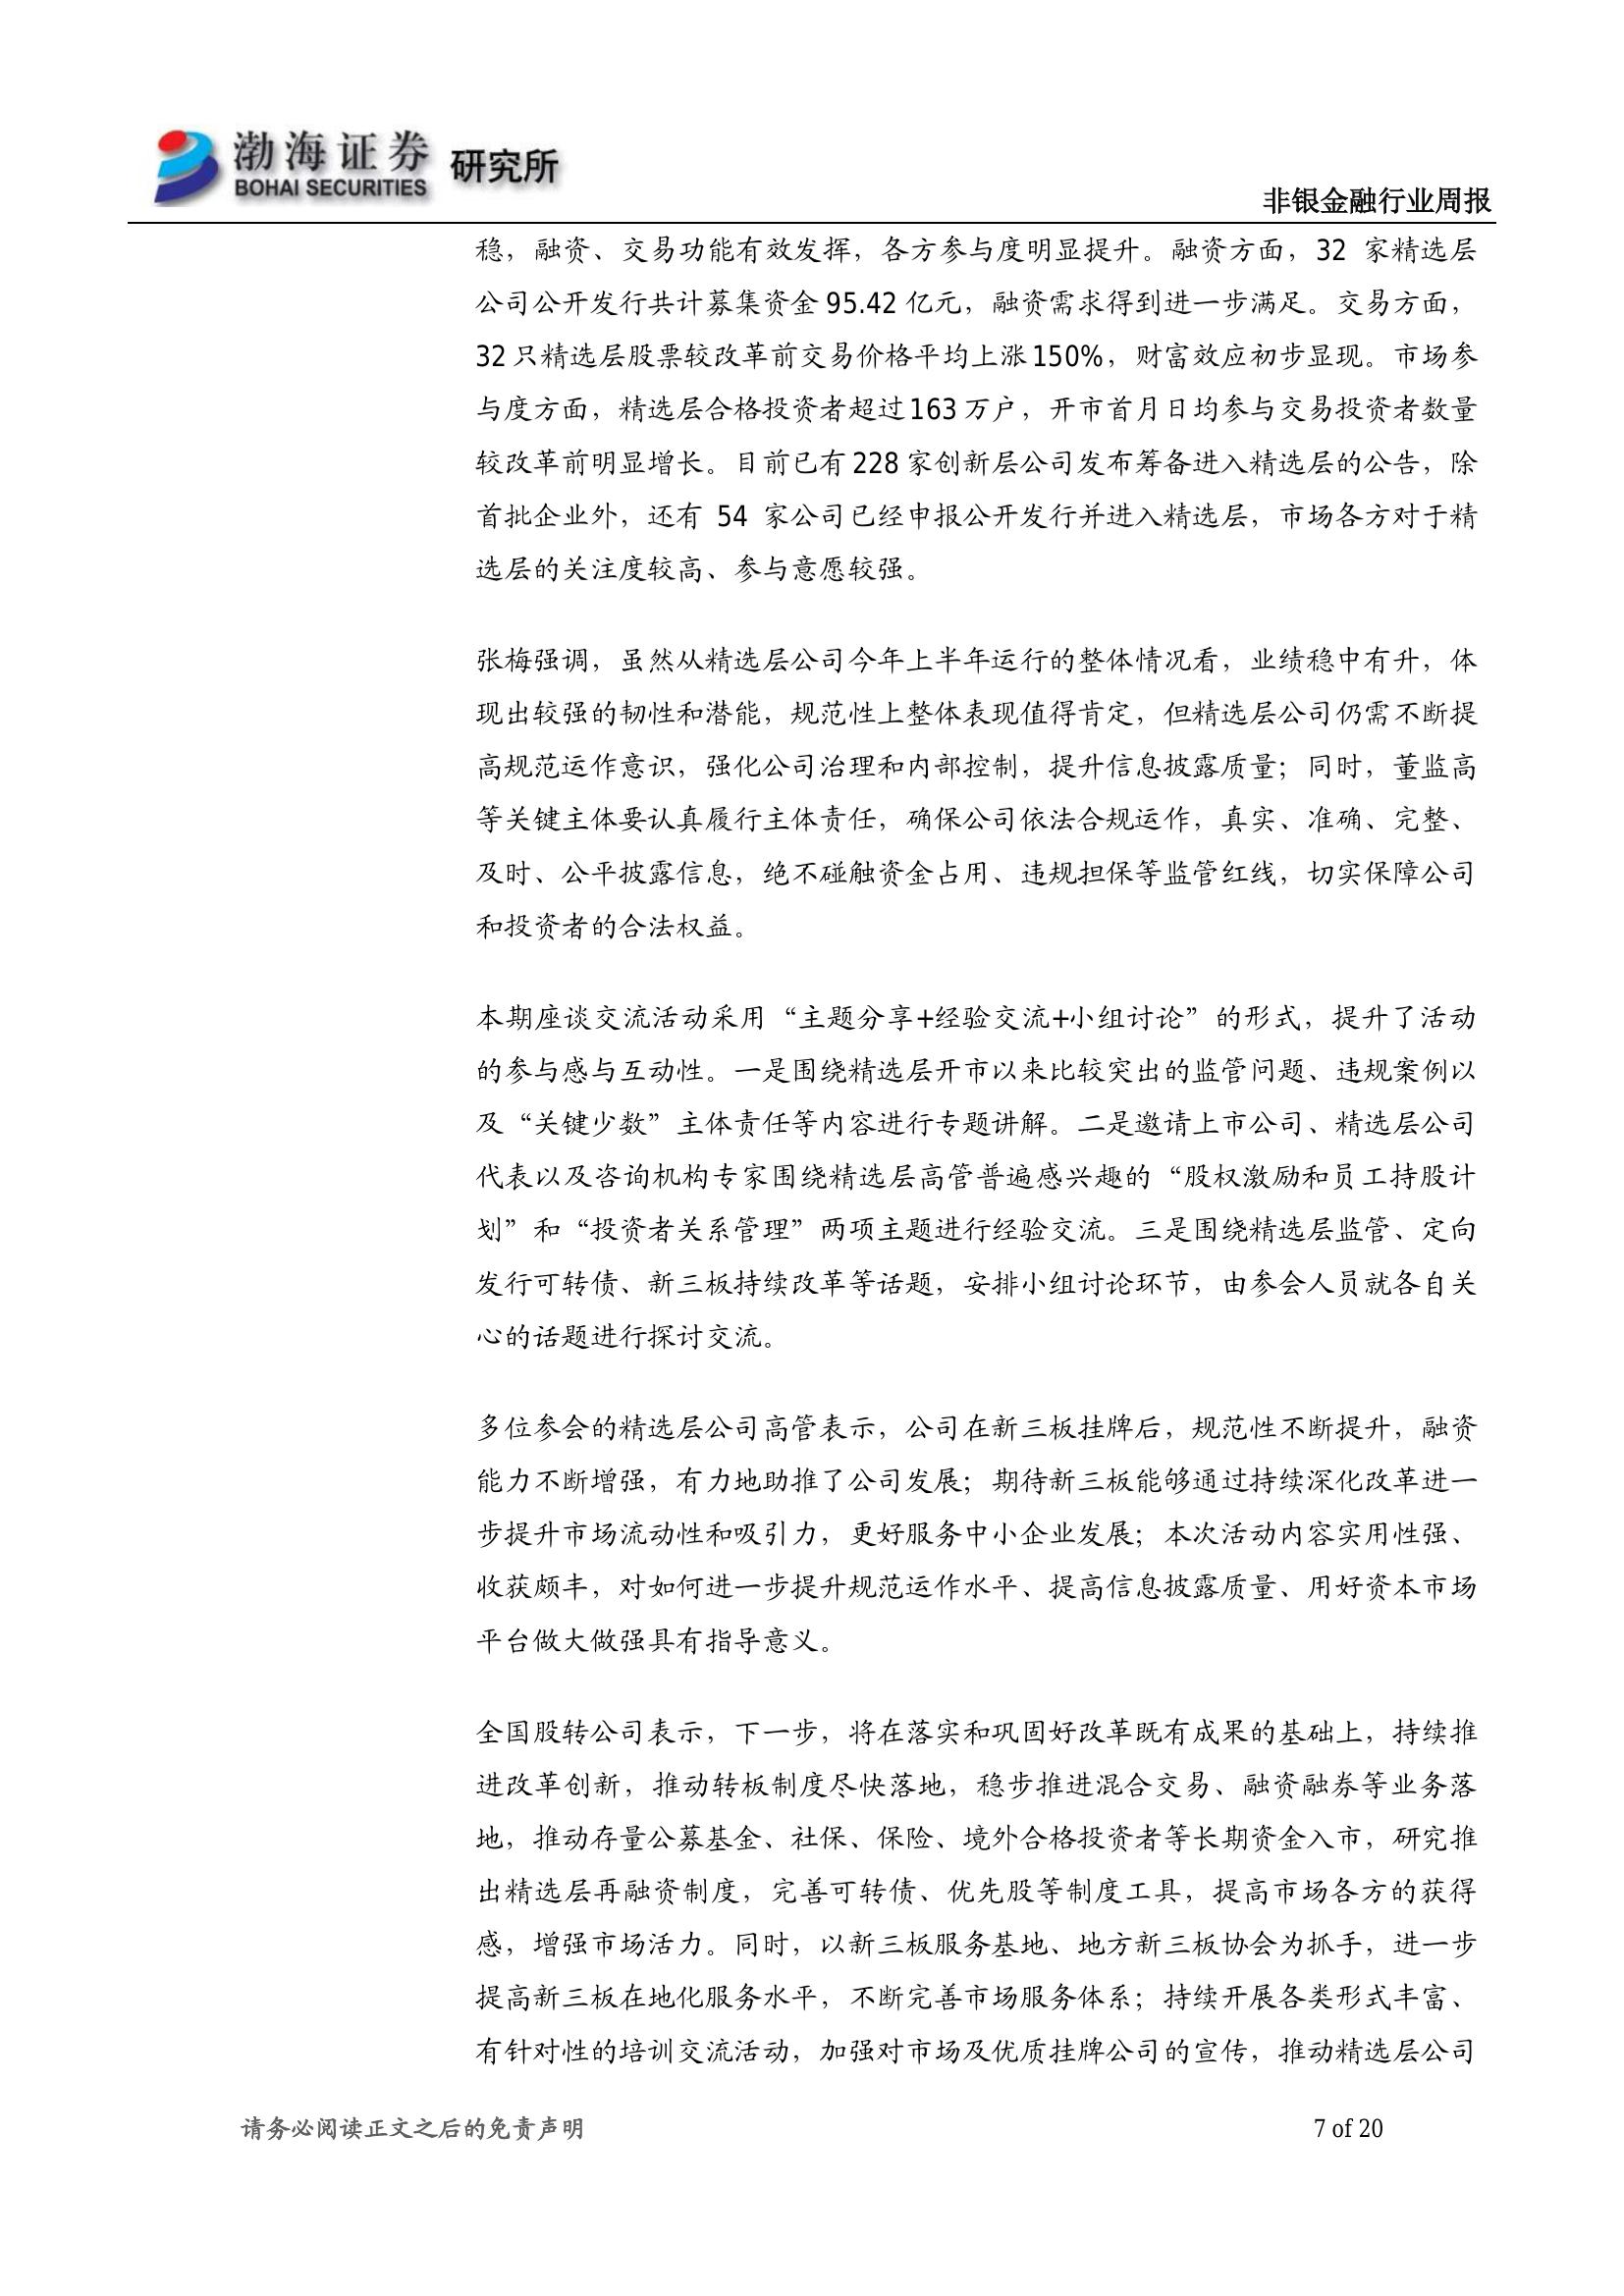 渤海证券 研究所
BOHAI SECURITIES
非银金融行业周报
稳，融资、交易功能有效发挥，各方参与度明显提升。融资方面，32 家精选层
公司公开发行共计募集资金 95.42 亿元，融资需求得到进一步满足。交易方面，
32 只精选层股票较改革前交易价格平均上涨 150%，财富效应初步显现。市场参
与度方面，精选层合格投资者超过 163 万户，开市首月日均参与交易投资者数量
较改革前明显增长。目前已有 228 家创新层公司发布筹备进入精选层的公告，除
首批企业外，还有 54 家公司已经申报公开发行并进入精选层，市场各方对于精
选层的关注度较高、参与意愿较强。
张梅强调，虽然从精选层公司今年上半年运行的整体情况看，业绩稳中有升，体
现出较强的韧性和潜能，规范性上整体表现值得肯定，但精选层公司仍需不断提
高规范运作意识，强化公司治理和内部控制，提升信息披露质量；同时，董监高
等关键主体要认真履行主体责任，确保公司依法合规运作，真实、准确、完整、
及时、公平披露信息，绝不碰触资金占用、违规担保等监管红线，切实保障公司
和投资者的合法权益。
本期座谈交流活动采用“主题分享+经验交流+小组讨论”的形式，提升了活动
的参与感与互动性。一是围绕精选层开市以来比较突出的监管问题、违规案例以
及“关键少数”主体责任等内容进行专题讲解。二是邀请上市公司、精选层公司
代表以及咨询机构专家围绕精选层高管普遍感兴趣的“股权激励和员工持股计
划”和“投资者关系管理”两项主题进行经验交流。三是围绕精选层监管、定向
发行可转债、新三板持续改革等话题，安排小组讨论环节，由参会人员就各自关
心的话题进行探讨交流。
多位参会的精选层公司高管表示，公司在新三板挂牌后，规范性不断提升，融资
能力不断增强，有力地助推了公司发展；期待新三板能够通过持续深化改革进一
步提升市场流动性和吸引力，更好服务中小企业发展；本次活动内容实用性强、
收获颇丰，对如何进一步提升规范运作水平、提高信息披露质量、用好资本市场
平台做大做强具有指导意义。
全国股转公司表示，下一步，将在落实和巩固好改革既有成果的基础上，持续推
进改革创新，推动转板制度尽快落地，稳步推进混合交易、融资融券等业务落
地，推动存量公募基金、社保、保险、境外合格投资者等长期资金入市，研究推
出精选层再融资制度，完善可转债、优先股等制度工具，提高市场各方的获得
感，增强市场活力。同时，以新三板服务基地、地方新三板协会为抓手，进一步
提高新三板在地化服务水平，不断完善市场服务体系；持续开展各类形式丰富、
有针对性的培训交流活动，加强对市场及优质挂牌公司的宣传，推动精选层公司
请务必阅读正文之后的免责声明
7 of 20